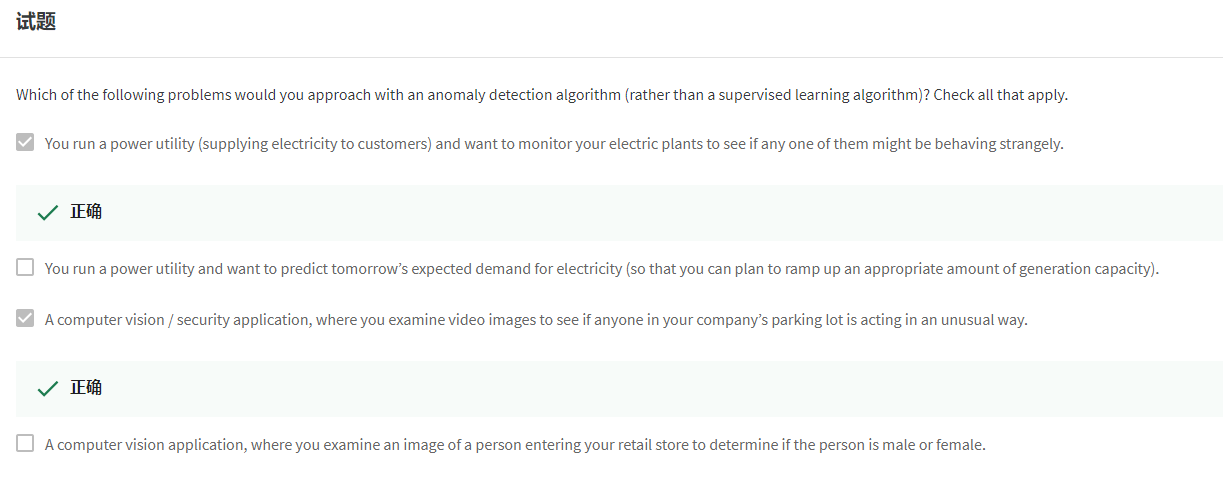 试题
Which of the following problems would you approach with an anomaly detection algorithm (rather than a supervised learning algorithm)? Check all that apply.
You run a power utility (supplying electricity to customers) and want to monitor your electric plants to see if any one of them might be behaving strangely.
正确
You run a power utility and want to predict tomorrow’s expected demand for electricity (so that you can plan to ramp up an appropriate amount of generation capacity).
A computer vision / security application, where you examine video images to see if anyone in your company’s parking lot is acting in an unusual way.
正确
A computer vision application, where you examine an image of a person entering your retail store to determine if the person is male or female.